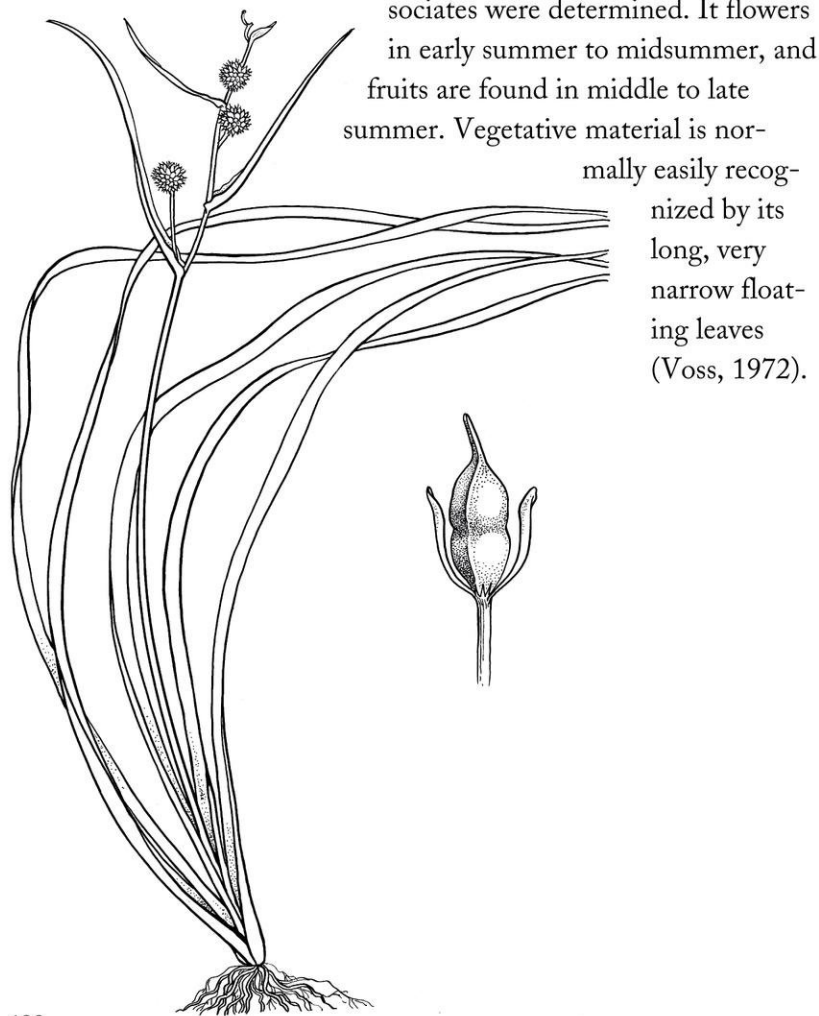 sociates were determined. It flowers
in early summer to midsummer, and
fruits are found in middle to late
summer. Vegetative material is nor-
mally easily recog-
nized by its
long, very
narrow float-
ing leaves
(Voss, 1972).